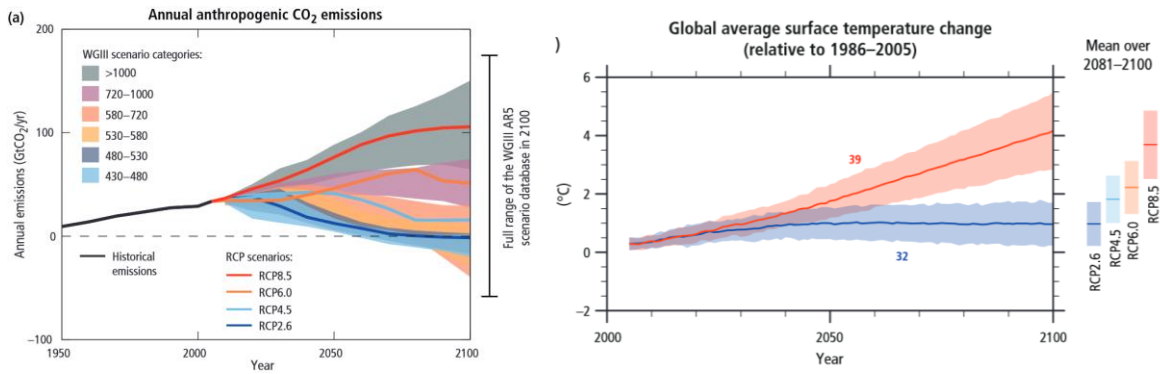 (a)
Annual anthropogenic CO₂ emissions
200
100
0
−100
Annual emissions (GtCO₂/yr)
WGIII scenario categories:
>1000
720–1000
580–720
530–580
480–530
430–480
Historical
emissions
RCP scenarios:
RCP8.5
RCP6.0
RCP4.5
RCP2.6
1950
2000
2050
2100
Year
Full range of the WGIII AR5
scenario database in 2100
)
Global average surface temperature change
(relative to 1986–2005)
6
4
2
0
−2
(°C)
39
32
2000
2050
2100
Year
Mean over
2081–2100
RCP2.6
RCP4.5
RCP6.0
RCP8.5